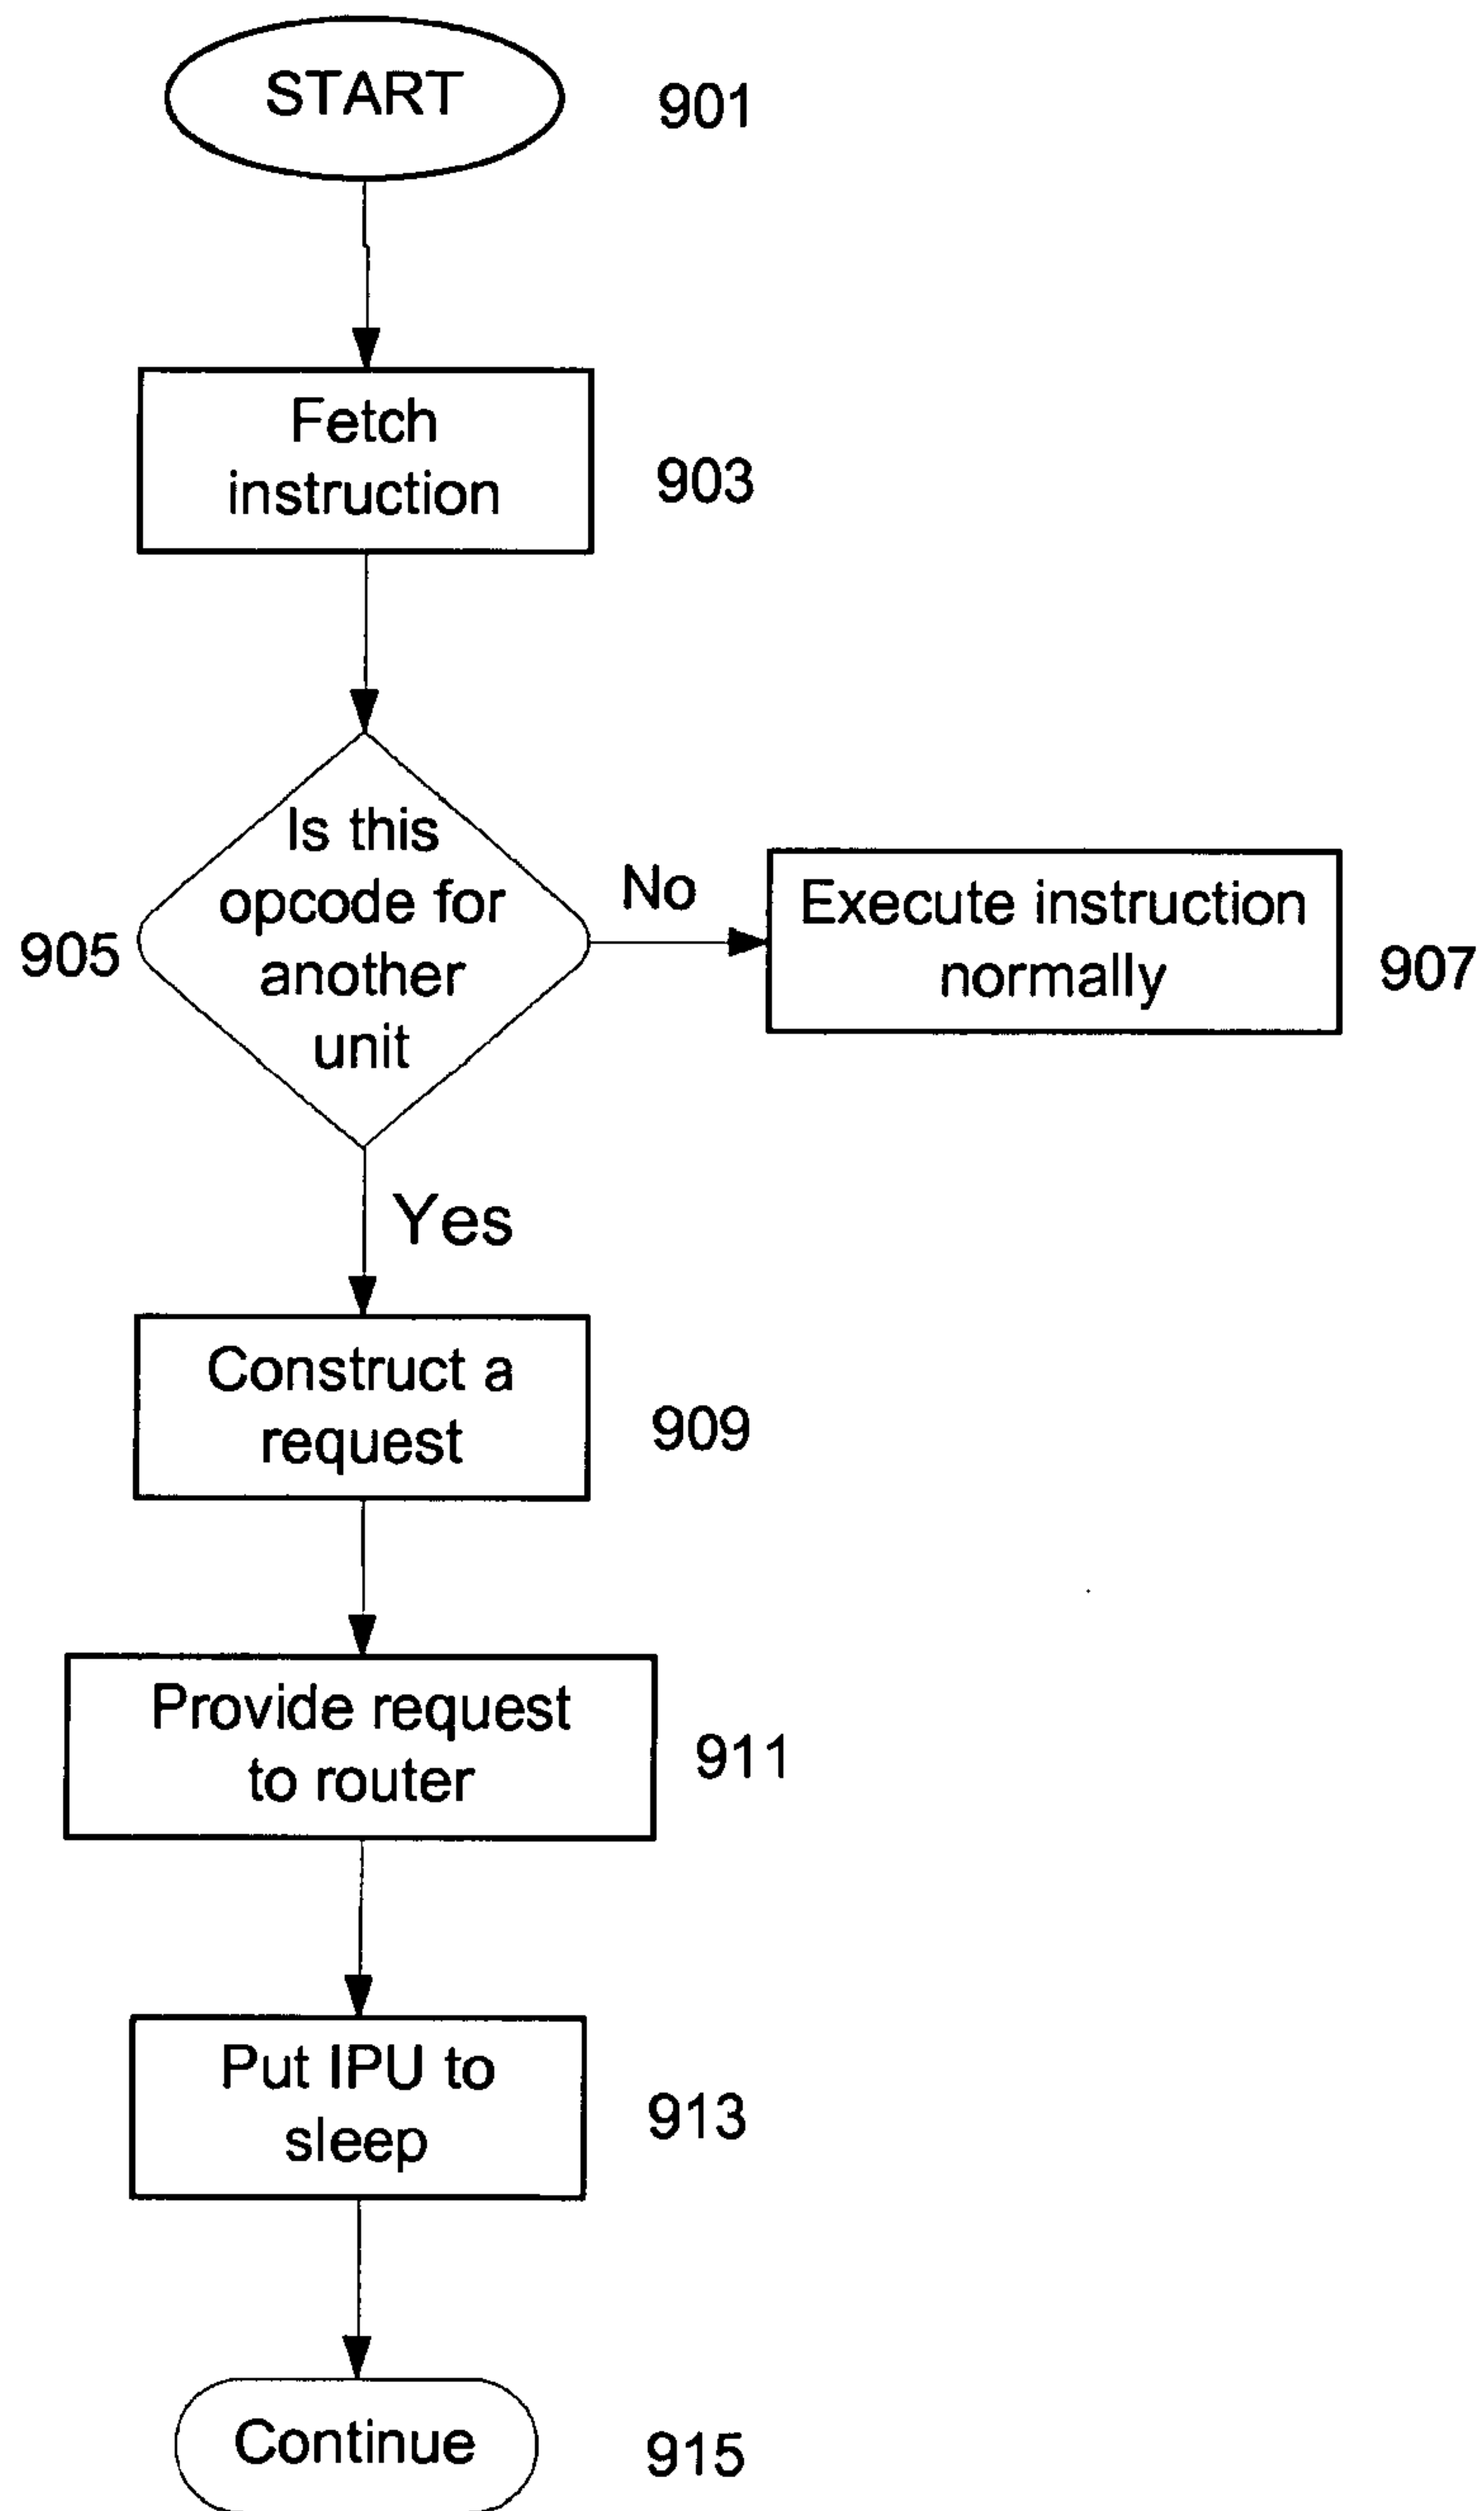 START
901
Fetch
instruction
903
Is this
opcode for
another
unit
905
No
Execute instruction
normally
907
Yes
Construct a
request
909
Provide request
to router
911
Put IPU to
sleep
913
Continue
915